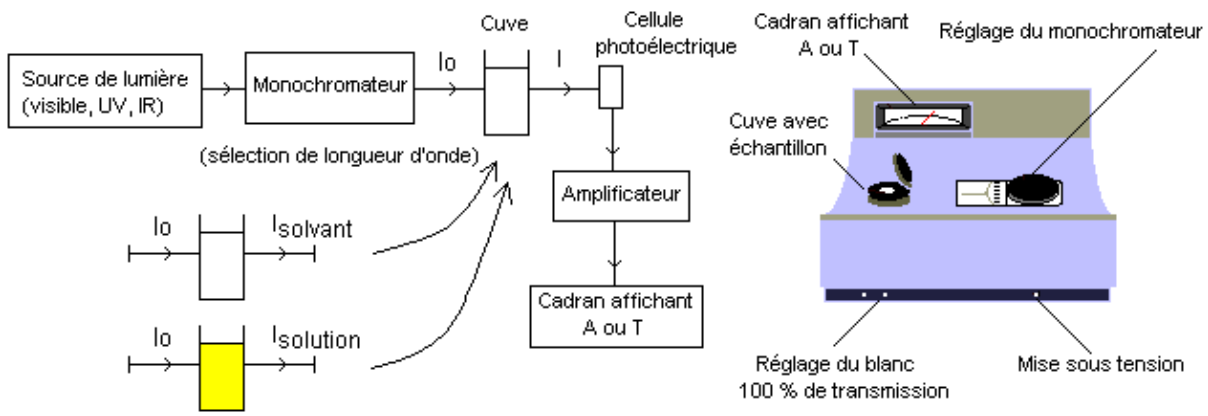 Source de lumière
(visible, UV, IR)
Monochromateur
(sélection de longueur d'onde)
Io
Cuve
I
Cellule
photoélectrique
Amplificateur
Cadran affichant
A ou T
Io
Isolvant
Io
Isolution
Cadran affichant
A ou T
Réglage du monochromateur
Cuve avec
échantillon
Réglage du blanc
100 % de transmission
Mise sous tension